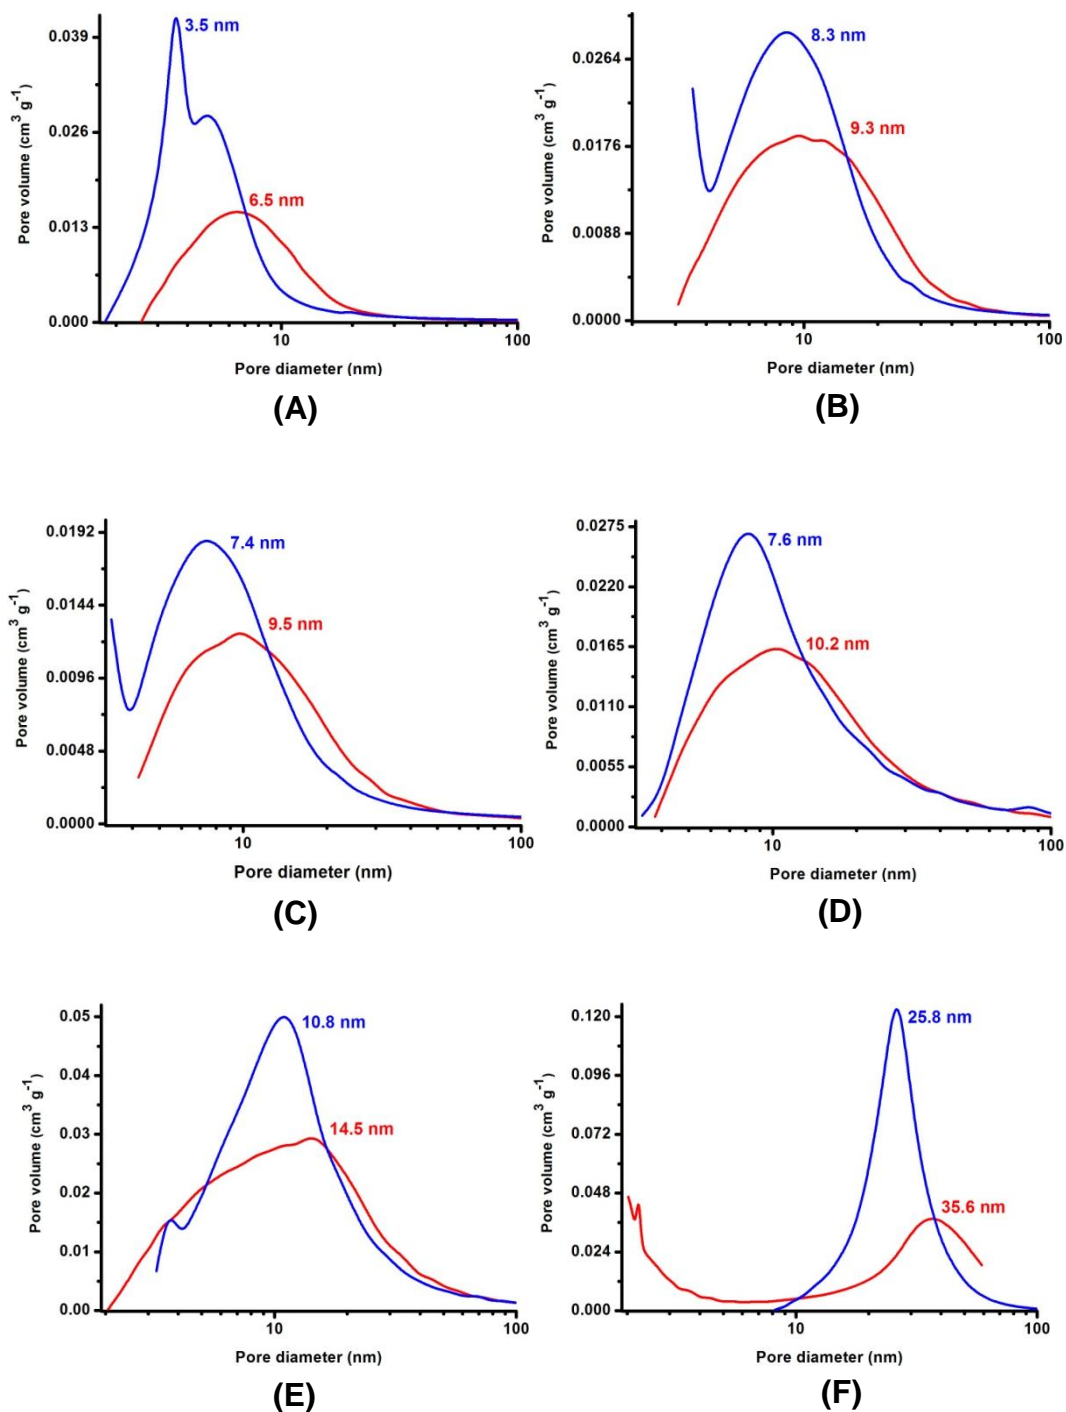 3.5 nm
6.5 nm
0.039
0.026
0.013
0.000
Pore volume (cm³ g⁻¹)
10
100
Pore diameter (nm)
(A)
8.3 nm
9.3 nm
0.0264
0.0176
0.0088
0.0000
Pore volume (cm³ g⁻¹)
10
100
Pore diameter (nm)
(B)
7.4 nm
9.5 nm
0.0192
0.0144
0.0096
0.0048
0.0000
Pore volume (cm³ g⁻¹)
10
100
Pore diameter (nm)
(C)
7.6 nm
10.2 nm
0.0275
0.0220
0.0165
0.0110
0.0055
0.0000
Pore volume (cm³ g⁻¹)
10
100
Pore diameter (nm)
(D)
10.8 nm
14.5 nm
0.05
0.04
0.03
0.02
0.01
0.00
Pore volume (cm³ g⁻¹)
10
100
Pore diameter (nm)
(E)
25.8 nm
35.6 nm
0.120
0.096
0.072
0.048
0.024
0.000
Pore volume (cm³ g⁻¹)
10
100
Pore diameter (nm)
(F)